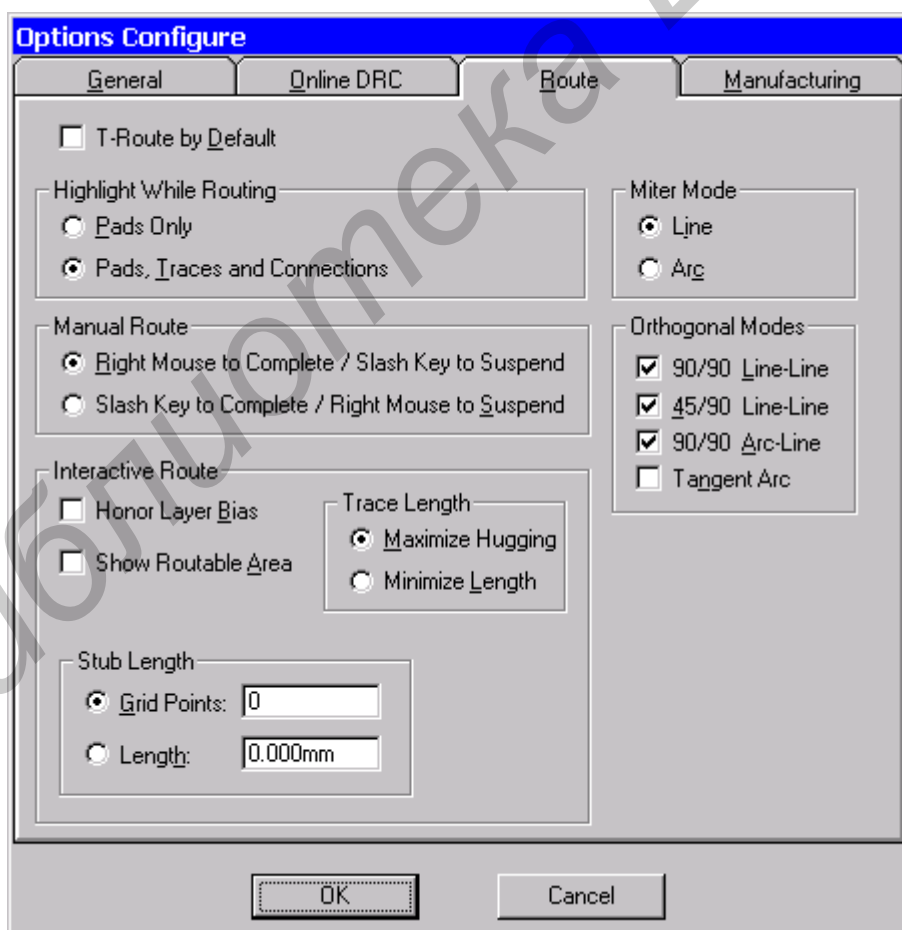 Options Configure
General
Online DRC
Route
Manufacturing
T-Route by Default
Highlight While Routing
Pads Only
Pads, Traces and Connections
Miter Mode
Line
Arc
Manual Route
Right Mouse to Complete / Slash Key to Suspend
Slash Key to Complete / Right Mouse to Suspend
Orthogonal Modes
90/90 Line-Line
45/90 Line-Line
90/90 Arc-Line
Tangent Arc
Interactive Route
Honor Layer Bias
Show Routable Area
Trace Length
Maximize Hugging
Minimize Length
Stub Length
Grid Points: 0
Length: 0.000mm
OK
Cancel
иблиотека